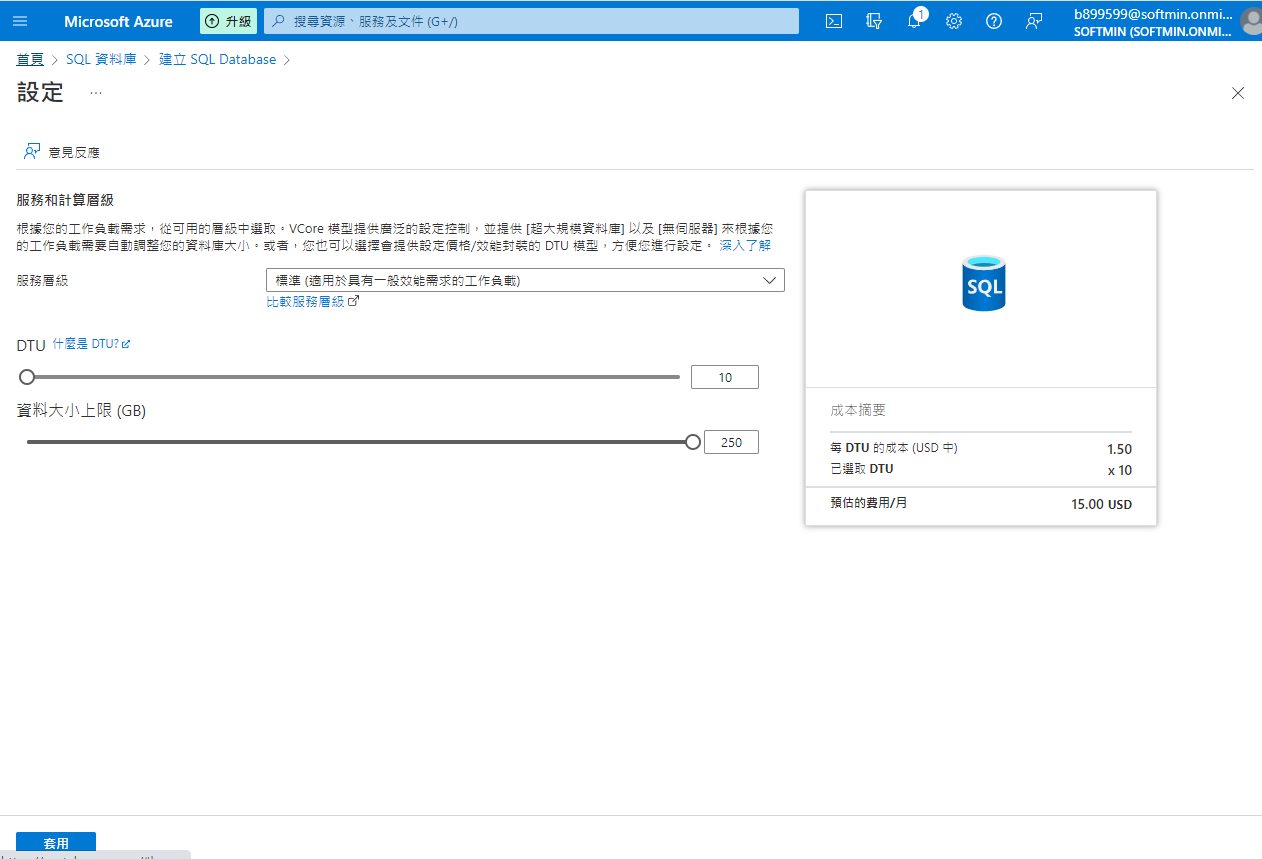 Microsoft Azure
升級
搜尋資源、服務及文件 (G+/)
1
b899599@softmin.onmi...
SOFTMIN (SOFTMIN.ONMI...
首頁 > SQL 資料庫 > 建立 SQL Database >
設定 ...
意見反應
服務和計算層級
根據您的工作負載需求，從可用的層級中選取。VCore 模型提供廣泛的設定控制，並提供 [超大規模資料庫] 以及 [無伺服器] 來根據您
的工作負載需要自動調整您的資料庫大小。或者，您也可以選擇會提供設定價格/效能封裝的 DTU 模型，方便您進行設定。 深入了解
服務層級
標準 (適用於具有一般效能需求的工作負載)
比較服務層級
DTU 什麼是 DTU?
10
資料大小上限 (GB)
250
SQL
成本摘要
每 DTU 的成本 (USD 中) 1.50
已選取 DTU x 10
預估的費用/月 15.00 USD
套用